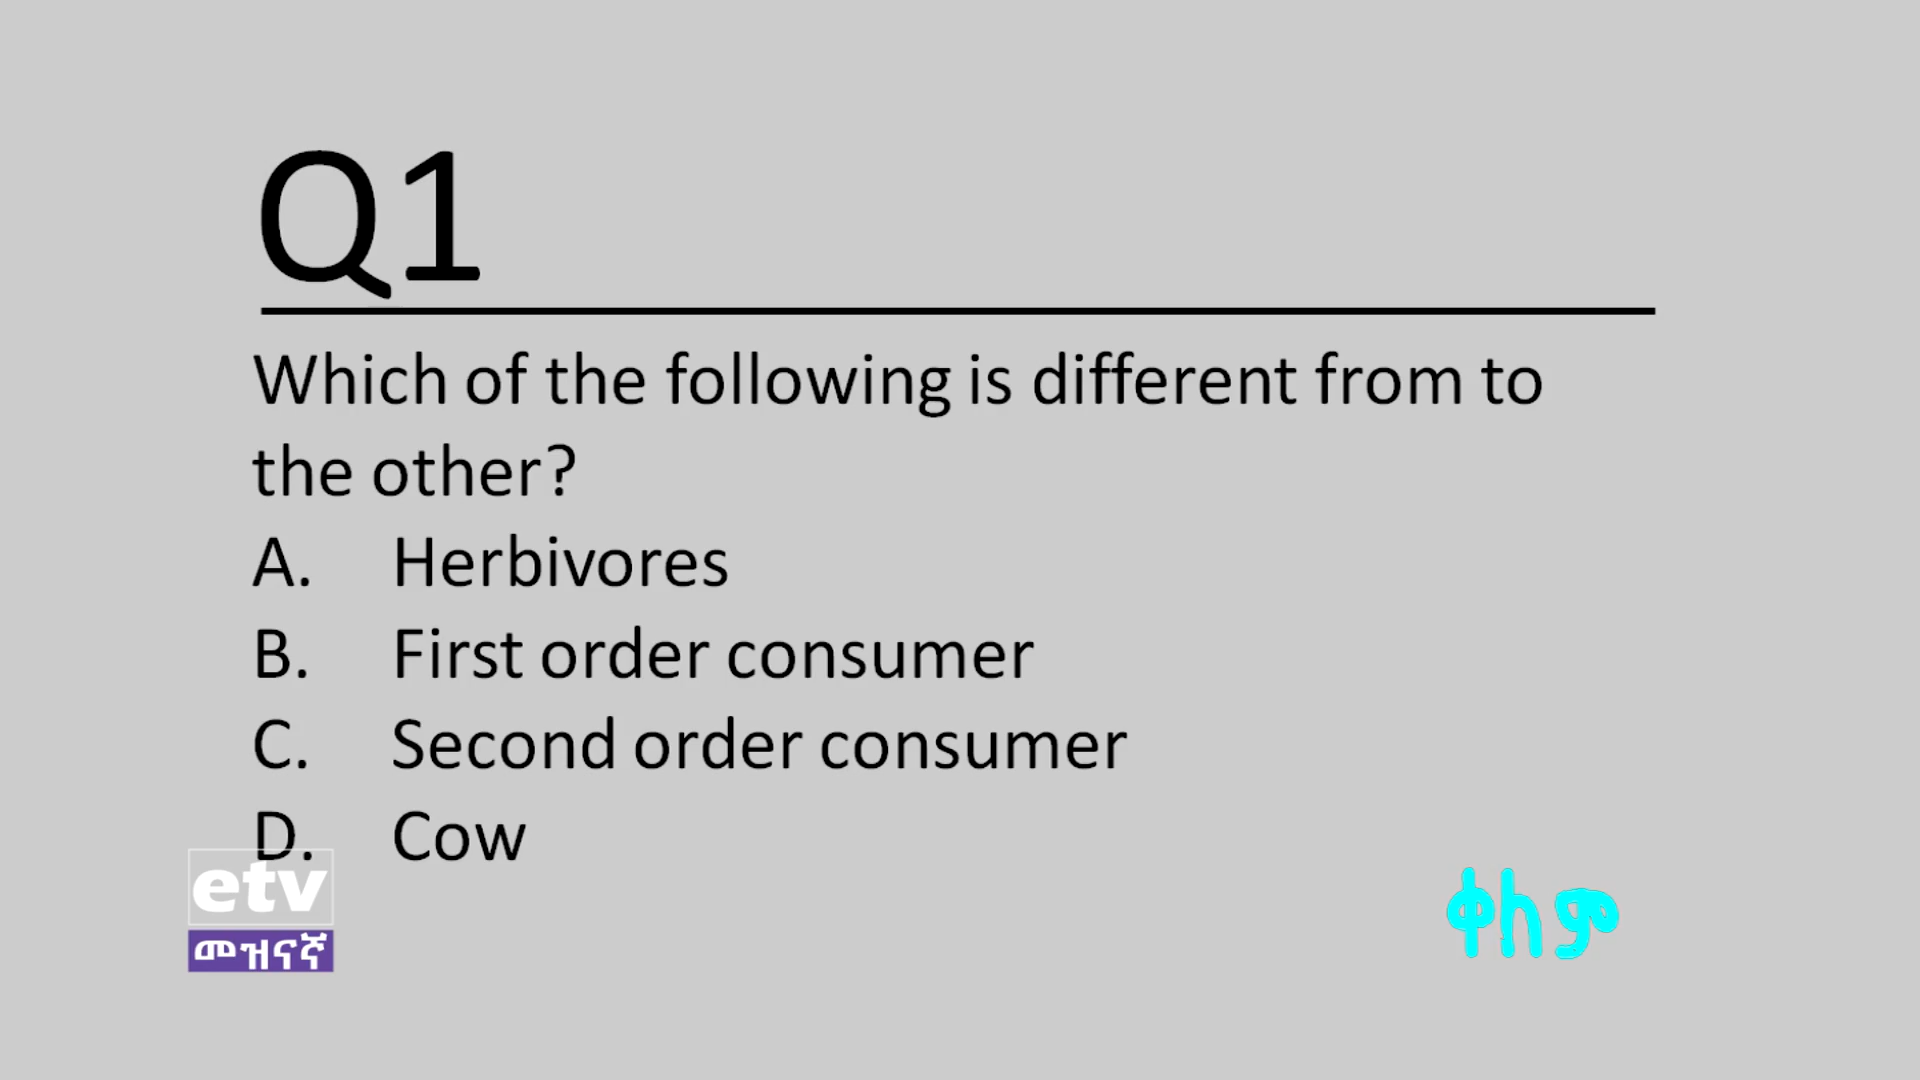 Q1
Which of the following is different from to
the other?
A. Herbivores
B. First order consumer
C. Second order consumer
D. Cow
etv
መዝናኛ
ቀለም